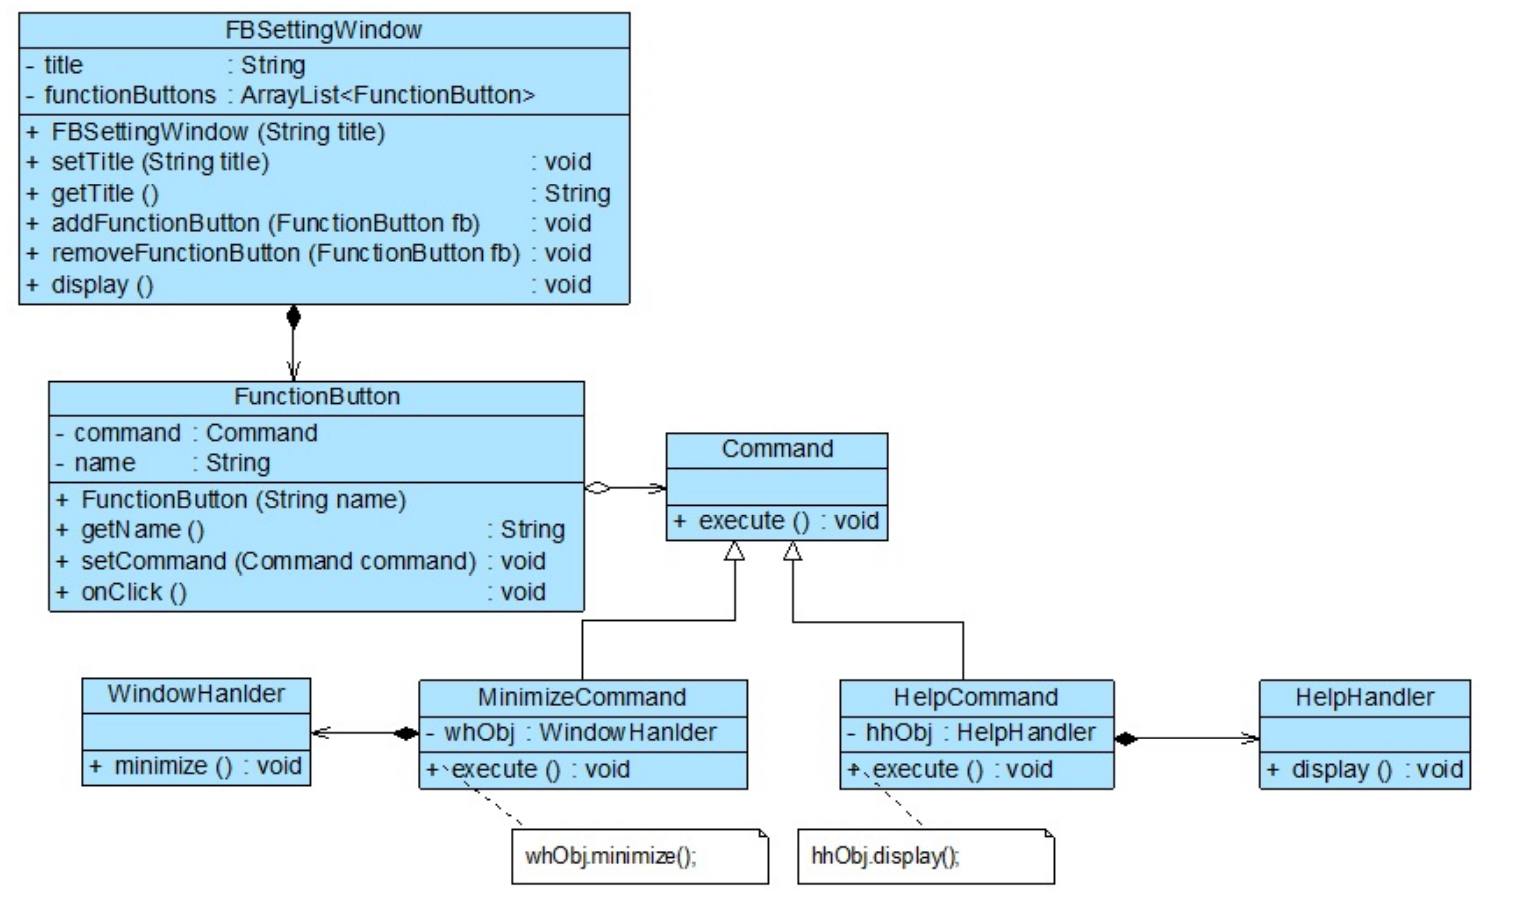 FBSettingWindow
- title : String
- functionButtons : ArrayList<FunctionButton>
+ FBSettingWindow (String title)
+ setTitle (String title) : void
+ getTitle () : String
+ addFunctionButton (FunctionButton fb) : void
+ removeFunctionButton (FunctionButton fb) : void
+ display () : void
FunctionButton
- command : Command
- name : String
+ FunctionButton (String name)
+ getName () : String
+ setCommand (Command command) : void
+ onClick () : void
Command
+ execute () : void
WindowHanlder
+ minimize () : void
MinimizeCommand
- whObj : WindowHanlder
+ execute () : void
HelpCommand
- hhObj : HelpHandler
+ execute () : void
HelpHandler
+ display () : void
whObj.minimize();
hhObj.display();